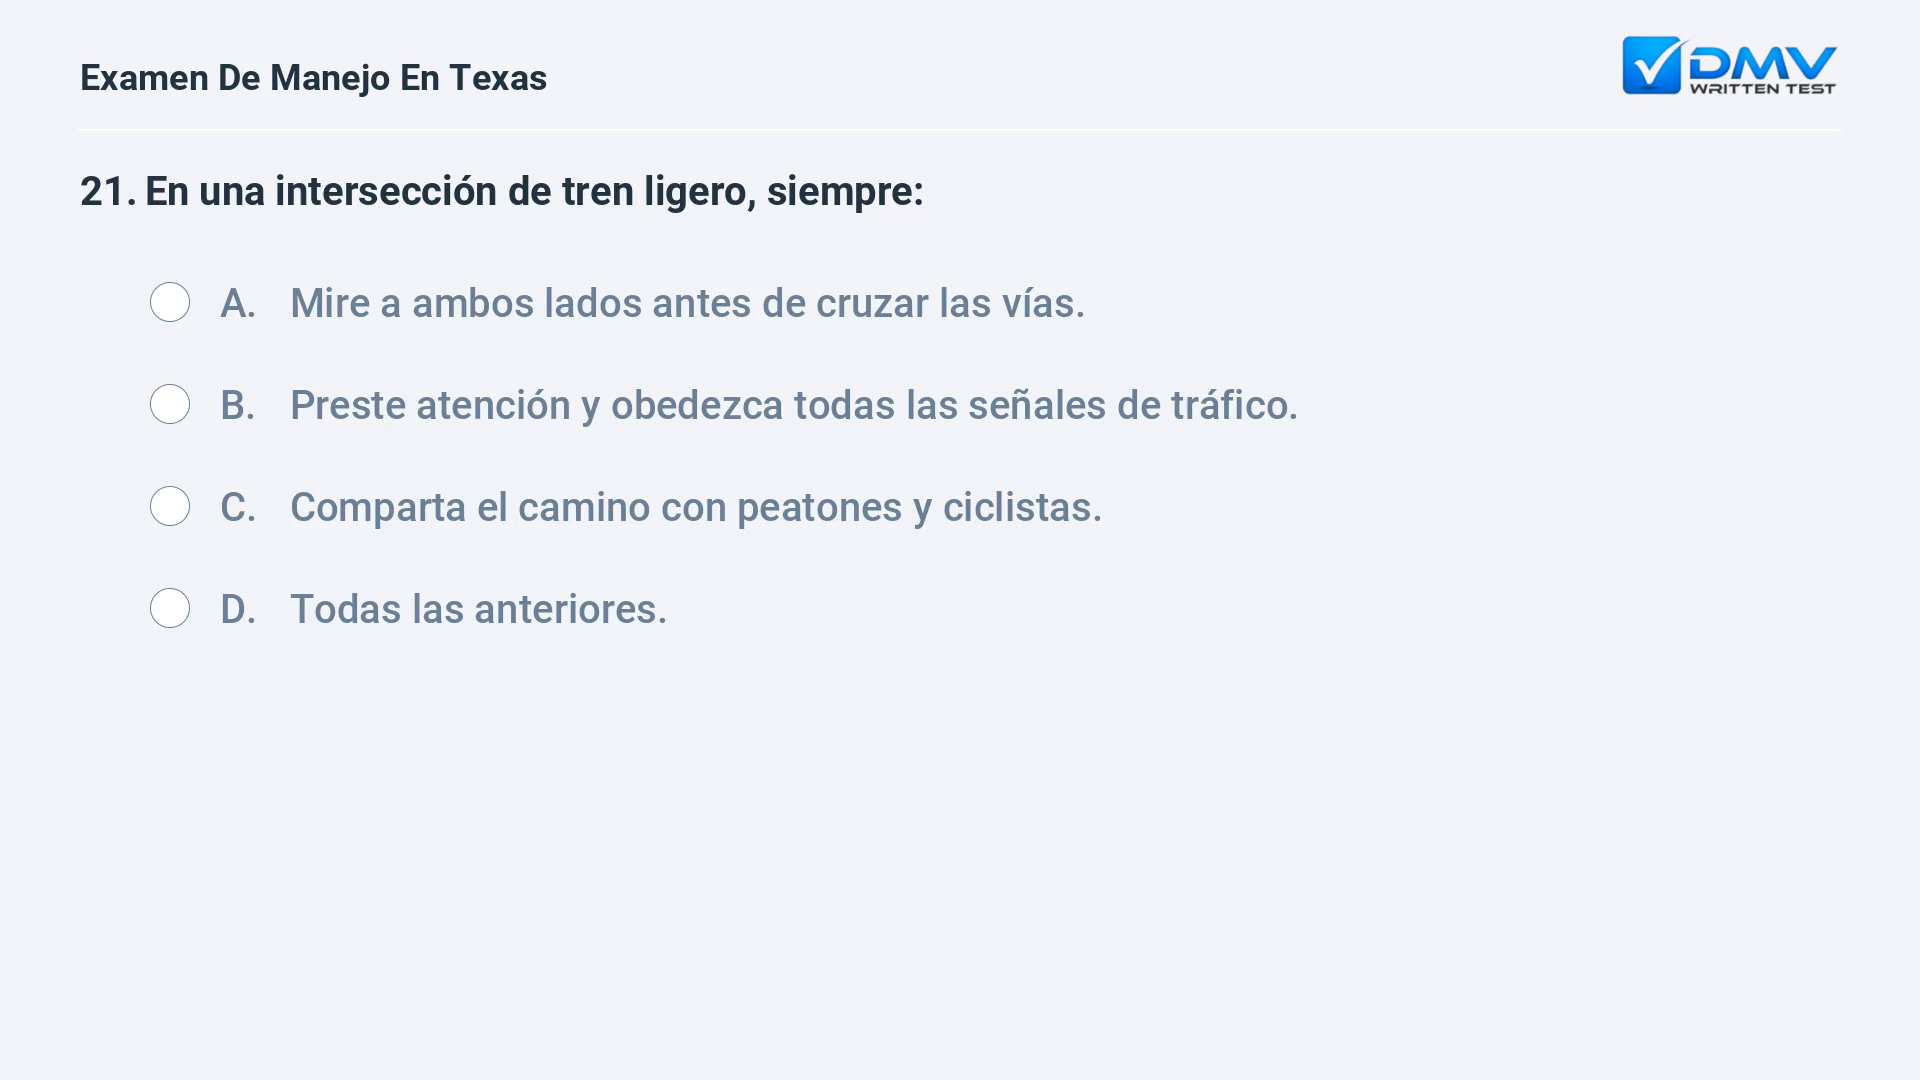 Examen De Manejo En Texas
DMV
WRITTEN TEST
21. En una intersección de tren ligero, siempre:
A. Mire a ambos lados antes de cruzar las vías.
B. Preste atención y obedezca todas las señales de tráfico.
C. Comparta el camino con peatones y ciclistas.
D. Todas las anteriores.